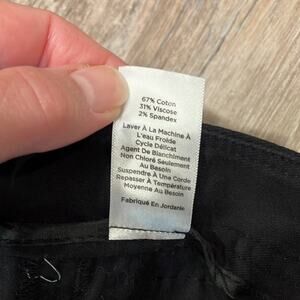 67% Coton
31% Viscose
2% Spandex
Laver À La Machine À
L'eau Froide
Cycle Délicat
Agent De Blanchiment
Non Chloré Seulement
Au Besoin
Suspendre À Une Corde
Repasser À Température
Moyenne Au Besoin
Fabriqué En Jordanie